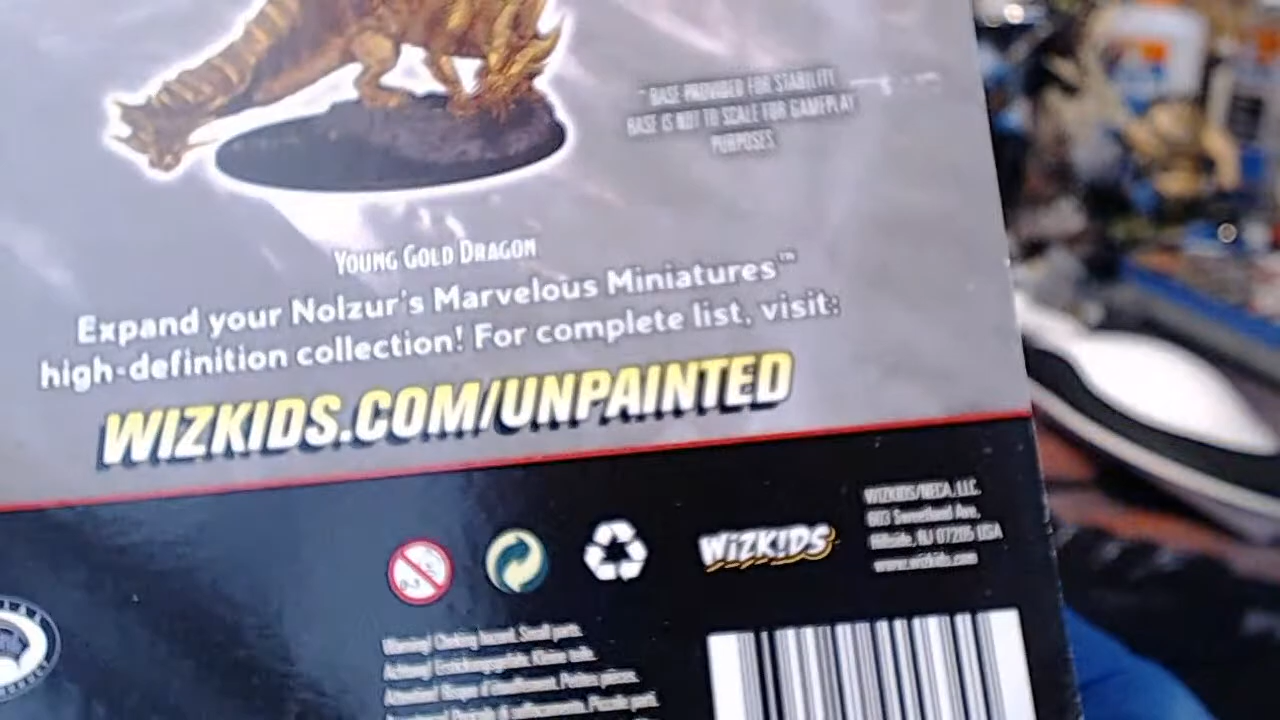 * BASE PROVIDED FOR STABILITY.
BASE IS NOT TO SCALE FOR GAMEPLAY
PURPOSES.
YOUNG GOLD DRAGON
Expand your Nolzur's Marvelous Miniatures™
high-definition collection! For complete list, visit:
WIZKIDS.COM/UNPAINTED
WIZKIDS
WIZKIDS/NECA, LLC.
603 Sweetland Ave.
Hillside, NJ 07205 USA
www.wizkids.com
Warning! Choking hazard. Small parts.